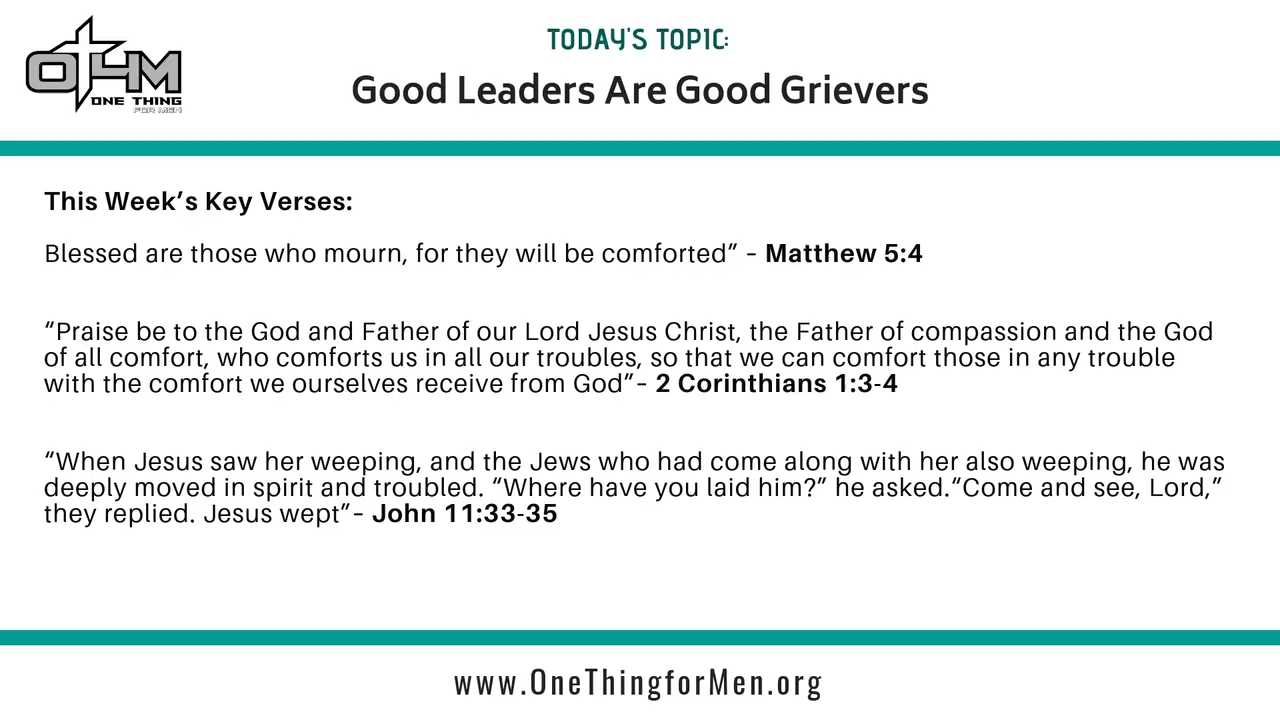 OT4M
ONE THING
FOR MEN
TODAY'S TOPIC:
Good Leaders Are Good Grievers
This Week’s Key Verses:
Blessed are those who mourn, for they will be comforted” – Matthew 5:4
“Praise be to the God and Father of our Lord Jesus Christ, the Father of compassion and the God
of all comfort, who comforts us in all our troubles, so that we can comfort those in any trouble
with the comfort we ourselves receive from God”– 2 Corinthians 1:3-4
“When Jesus saw her weeping, and the Jews who had come along with her also weeping, he was
deeply moved in spirit and troubled. “Where have you laid him?” he asked.“Come and see, Lord,”
they replied. Jesus wept”– John 11:33-35
www.OneThingforMen.org